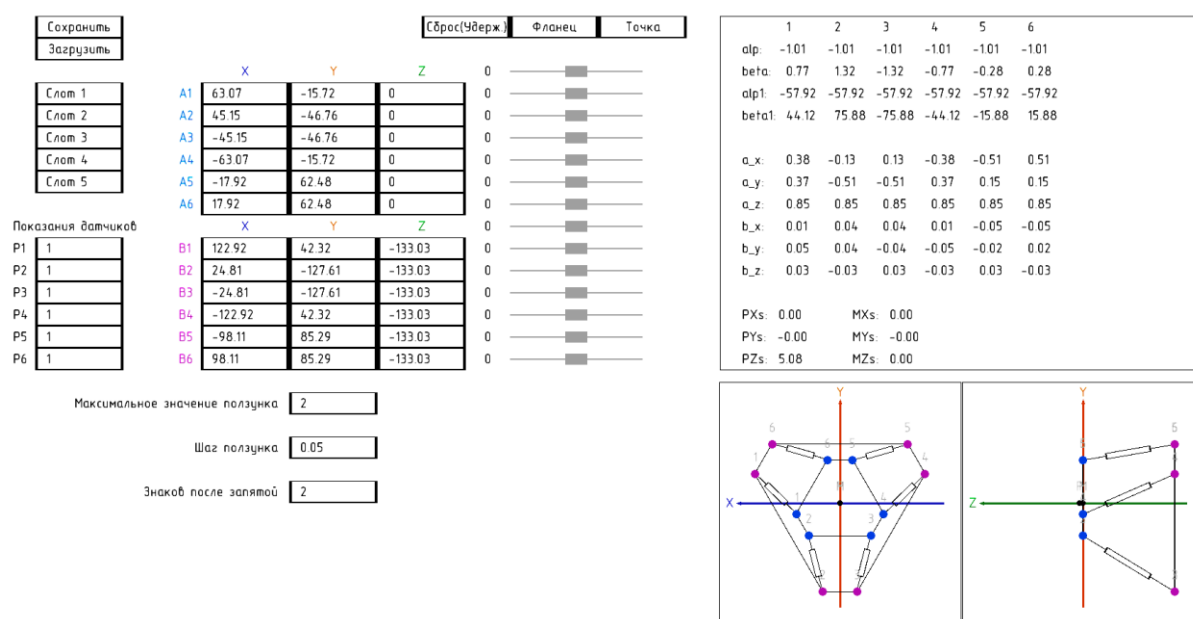 Сохранить
Загрузить
Слот 1
Слот 2
Слот 3
Слот 4
Слот 5
Показания датчиков
P1 1
P2 1
P3 1
P4 1
P5 1
P6 1
Сброс(Удерж.) Фланец Точка
X Y Z 0
A1 63.07 -15.72 0 0
A2 45.15 -46.76 0 0
A3 -45.15 -46.76 0 0
A4 -63.07 -15.72 0 0
A5 -17.92 62.48 0 0
A6 17.92 62.48 0 0
X Y Z 0
B1 122.92 42.32 -133.03 0
B2 24.81 -127.61 -133.03 0
B3 -24.81 -127.61 -133.03 0
B4 -122.92 42.32 -133.03 0
B5 -98.11 85.29 -133.03 0
B6 98.11 85.29 -133.03 0
Максимальное значение ползунка 2
Шаг ползунка 0.05
Знаков после запятой 2
1 2 3 4 5 6
alp: -1.01 -1.01 -1.01 -1.01 -1.01 -1.01
beta: 0.77 1.32 -1.32 -0.77 -0.28 0.28
alp1: -57.92 -57.92 -57.92 -57.92 -57.92 -57.92
beta1: 44.12 75.88 -75.88 -44.12 -15.88 15.88
a_x: 0.38 -0.13 0.13 -0.38 -0.51 0.51
a_y: 0.37 -0.51 -0.51 0.37 0.15 0.15
a_z: 0.85 0.85 0.85 0.85 0.85 0.85
b_x: 0.01 0.04 0.04 0.01 -0.05 -0.05
b_y: 0.05 0.04 -0.04 -0.05 -0.02 0.02
b_z: 0.03 -0.03 0.03 -0.03 0.03 -0.03
PXs: 0.00 MXs: 0.00
PYs: -0.00 MYs: -0.00
PZs: 5.08 MZs: 0.00
Y
6 5
6 5
1 4
1 4
2 3
X
M
Y
5
Z